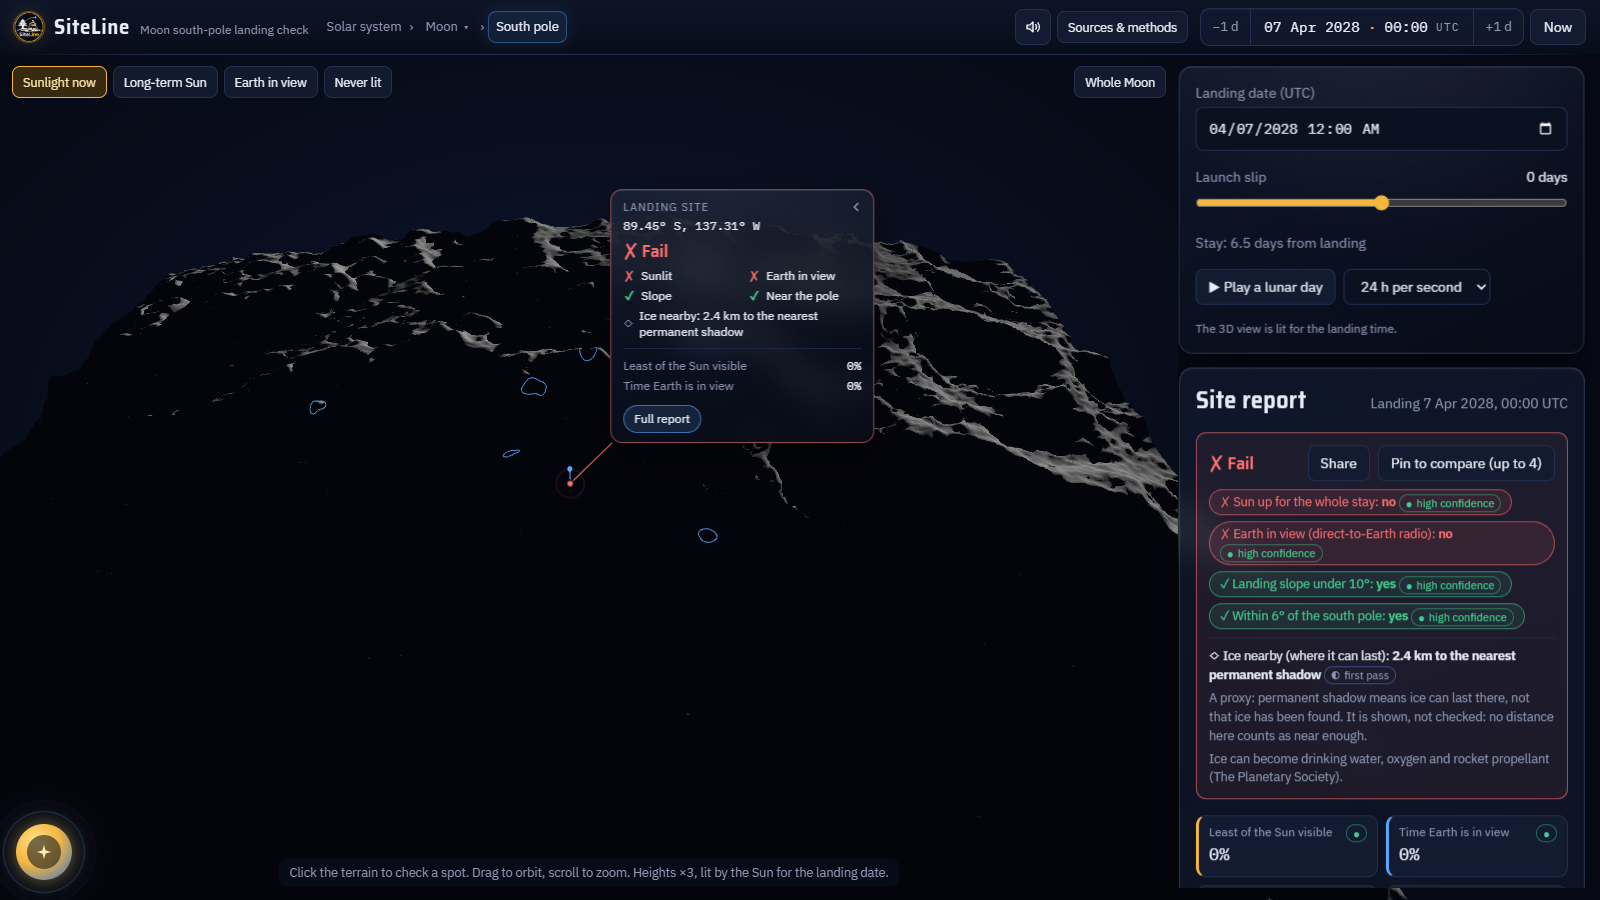 SiteLine
Moon south-pole landing check
Solar system › Moon ▾ › South pole
Sources & methods
−1 d
07 Apr 2028 · 00:00 UTC
+1 d
Now
Sunlight now
Long-term Sun
Earth in view
Never lit
Whole Moon
LANDING SITE
89.45° S, 137.31° W
✗ Fail
✗ Sunlit
✗ Earth in view
✓ Slope
✓ Near the pole
◇ Ice nearby: 2.4 km to the nearest
permanent shadow
Least of the Sun visible 0%
Time Earth is in view 0%
Full report
Click the terrain to check a spot. Drag to orbit, scroll to zoom. Heights ×3, lit by the Sun for the landing date.
Landing date (UTC)
04/07/2028 12:00 AM
Launch slip 0 days
Stay: 6.5 days from landing
▶ Play a lunar day
24 h per second
The 3D view is lit for the landing time.
Site report
Landing 7 Apr 2028, 00:00 UTC
✗ Fail
Share
Pin to compare (up to 4)
✗ Sun up for the whole stay: no ● high confidence
✗ Earth in view (direct-to-Earth radio): no
● high confidence
✓ Landing slope under 10°: yes ● high confidence
✓ Within 6° of the south pole: yes ● high confidence
◇ Ice nearby (where it can last): 2.4 km to the nearest
permanent shadow ◐ first pass
A proxy: permanent shadow means ice can last there, not
that ice has been found. It is shown, not checked: no distance
here counts as near enough.
Ice can become drinking water, oxygen and rocket propellant
(The Planetary Society).
Least of the Sun visible
0%
Time Earth is in view
0%